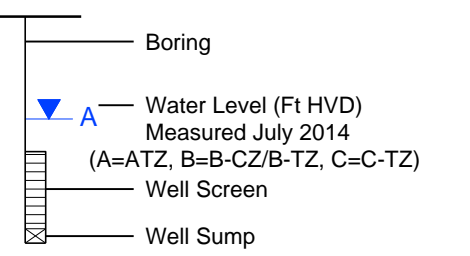 Boring
A
Water Level (Ft HVD)
Measured July 2014
(A=ATZ, B=B-CZ/B-TZ, C=C-TZ)
Well Screen
Well Sump